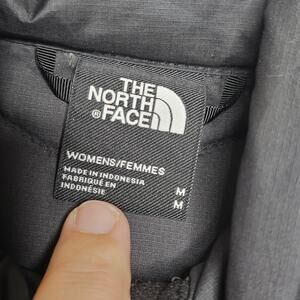 THE
NORTH
FACE
®
WOMENS/FEMMES
MADE IN INDONESIA
FABRIQUÉ EN
INDONÉSIE
M
M